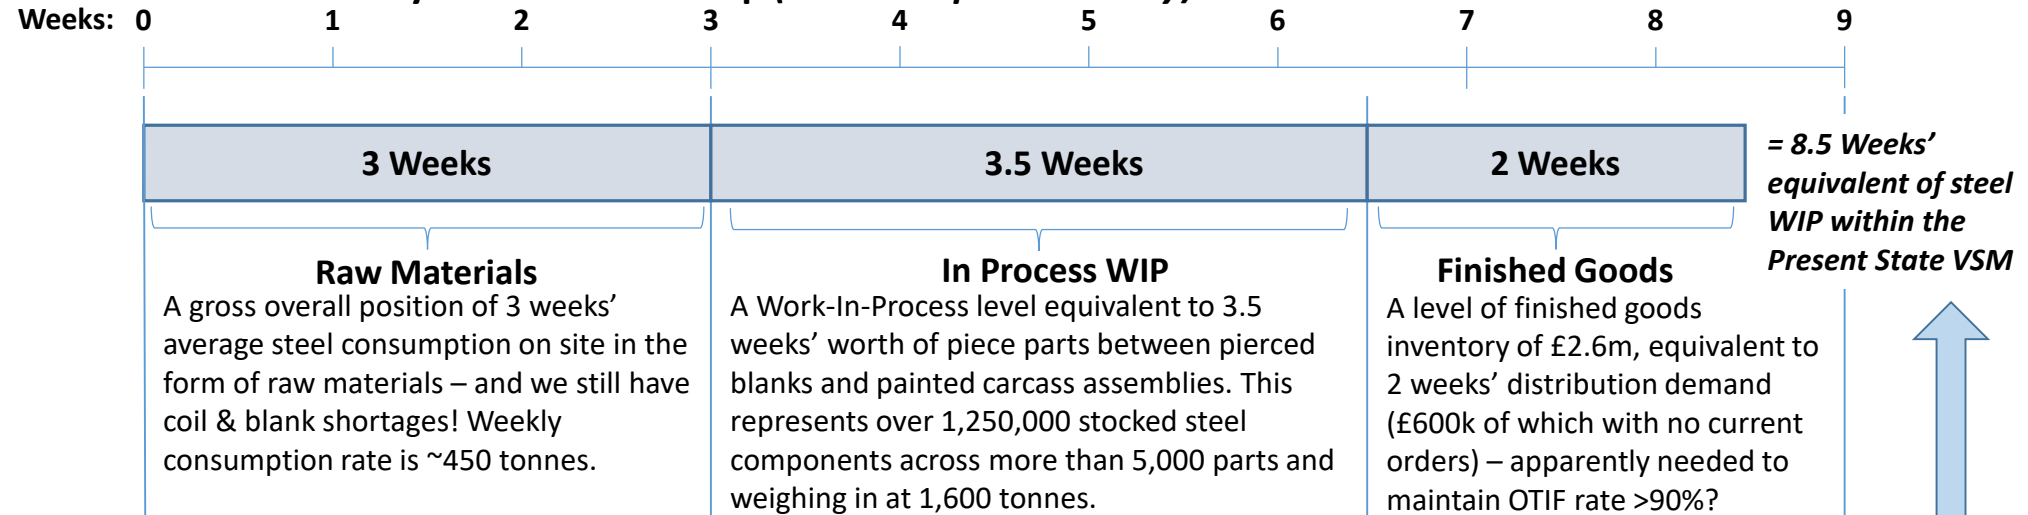 Weeks: 0 1 2 3 4 5 6 7 8 9
3 Weeks
3.5 Weeks
2 Weeks
= 8.5 Weeks’
equivalent of steel
WIP within the
Present State VSM
Raw Materials
A gross overall position of 3 weeks’
average steel consumption on site in the
form of raw materials – and we still have
coil & blank shortages! Weekly
consumption rate is ~450 tonnes.
In Process WIP
A Work-In-Process level equivalent to 3.5
weeks’ worth of piece parts between pierced
blanks and painted carcass assemblies. This
represents over 1,250,000 stocked steel
components across more than 5,000 parts and
weighing in at 1,600 tonnes.
Finished Goods
A level of finished goods
inventory of £2.6m, equivalent to
2 weeks’ distribution demand
(£600k of which with no current
orders) – apparently needed to
maintain OTIF rate >90%?